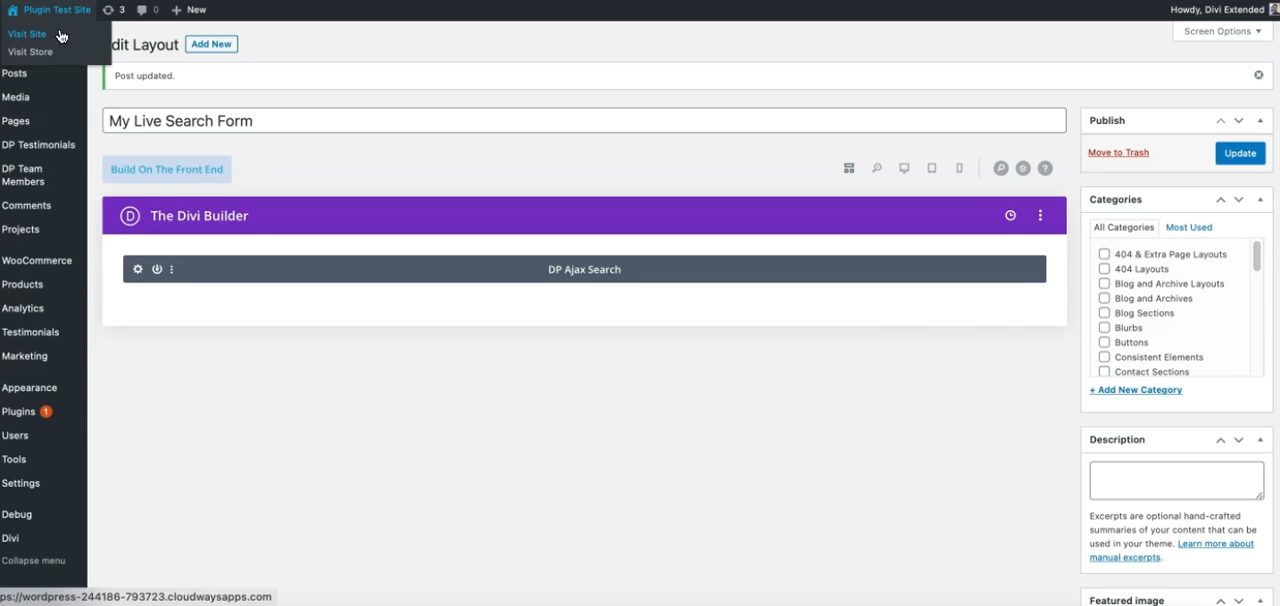 Plugin Test Site 3 0 New Howdy, Divi Extended
Visit Site
Visit Store
dit Layout Add New Screen Options
Posts
Post updated.
Media
Pages
My Live Search Form
DP Testimonials
DP Team
Members
Comments
Projects
WooCommerce
Products
Analytics
Testimonials
Marketing
Appearance
Plugins 1
Users
Tools
Settings
Debug
Divi
Collapse menu
Build On The Front End
?
D The Divi Builder
DP Ajax Search
Publish
Move to Trash Update
Categories
All Categories Most Used
404 & Extra Page Layouts
404 Layouts
Blog and Archive Layouts
Blog and Archives
Blog Sections
Blurbs
Buttons
Consistent Elements
Contact Sections
+ Add New Category
Description
Excerpts are optional hand-crafted
summaries of your content that can be
used in your theme. Learn more about
manual excerpts.
Featured image
ps://wordpress-244186-793723.cloudwaysapps.com